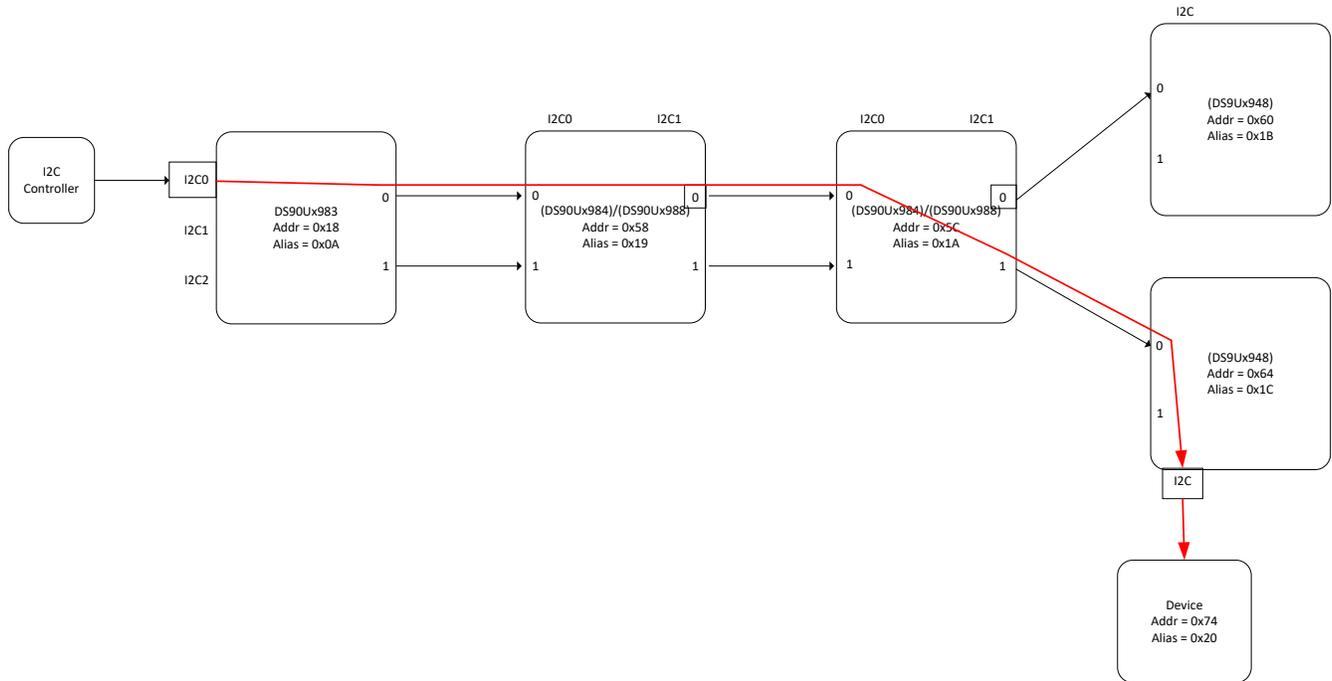 I2C
I2C
Controller
I2C0
I2C1
I2C2
DS90Ux983
Addr = 0x18
Alias = 0x0A
0
1
I2C0
I2C1
0
1
0
1
(DS90Ux984)/(DS90Ux988)
Addr = 0x58
Alias = 0x19
I2C0
I2C1
0
1
0
1
(DS90Ux984)/(DS90Ux988)
Addr = 0x5C
Alias = 0x1A
0
1
(DS9Ux948)
Addr = 0x60
Alias = 0x1B
0
1
(DS9Ux948)
Addr = 0x64
Alias = 0x1C
I2C
Device
Addr = 0x74
Alias = 0x20